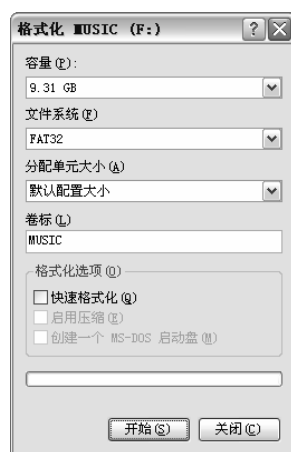 格式化 MUSIC (F:)
容量(P):
9.31 GB
文件系统(F)
FAT32
分配单元大小(A)
默认配置大小
卷标(L)
MUSIC
格式化选项(O)
快速格式化(Q)
启用压缩(E)
创建一个 MS-DOS 启动盘(M)
开始(S) 关闭(C)